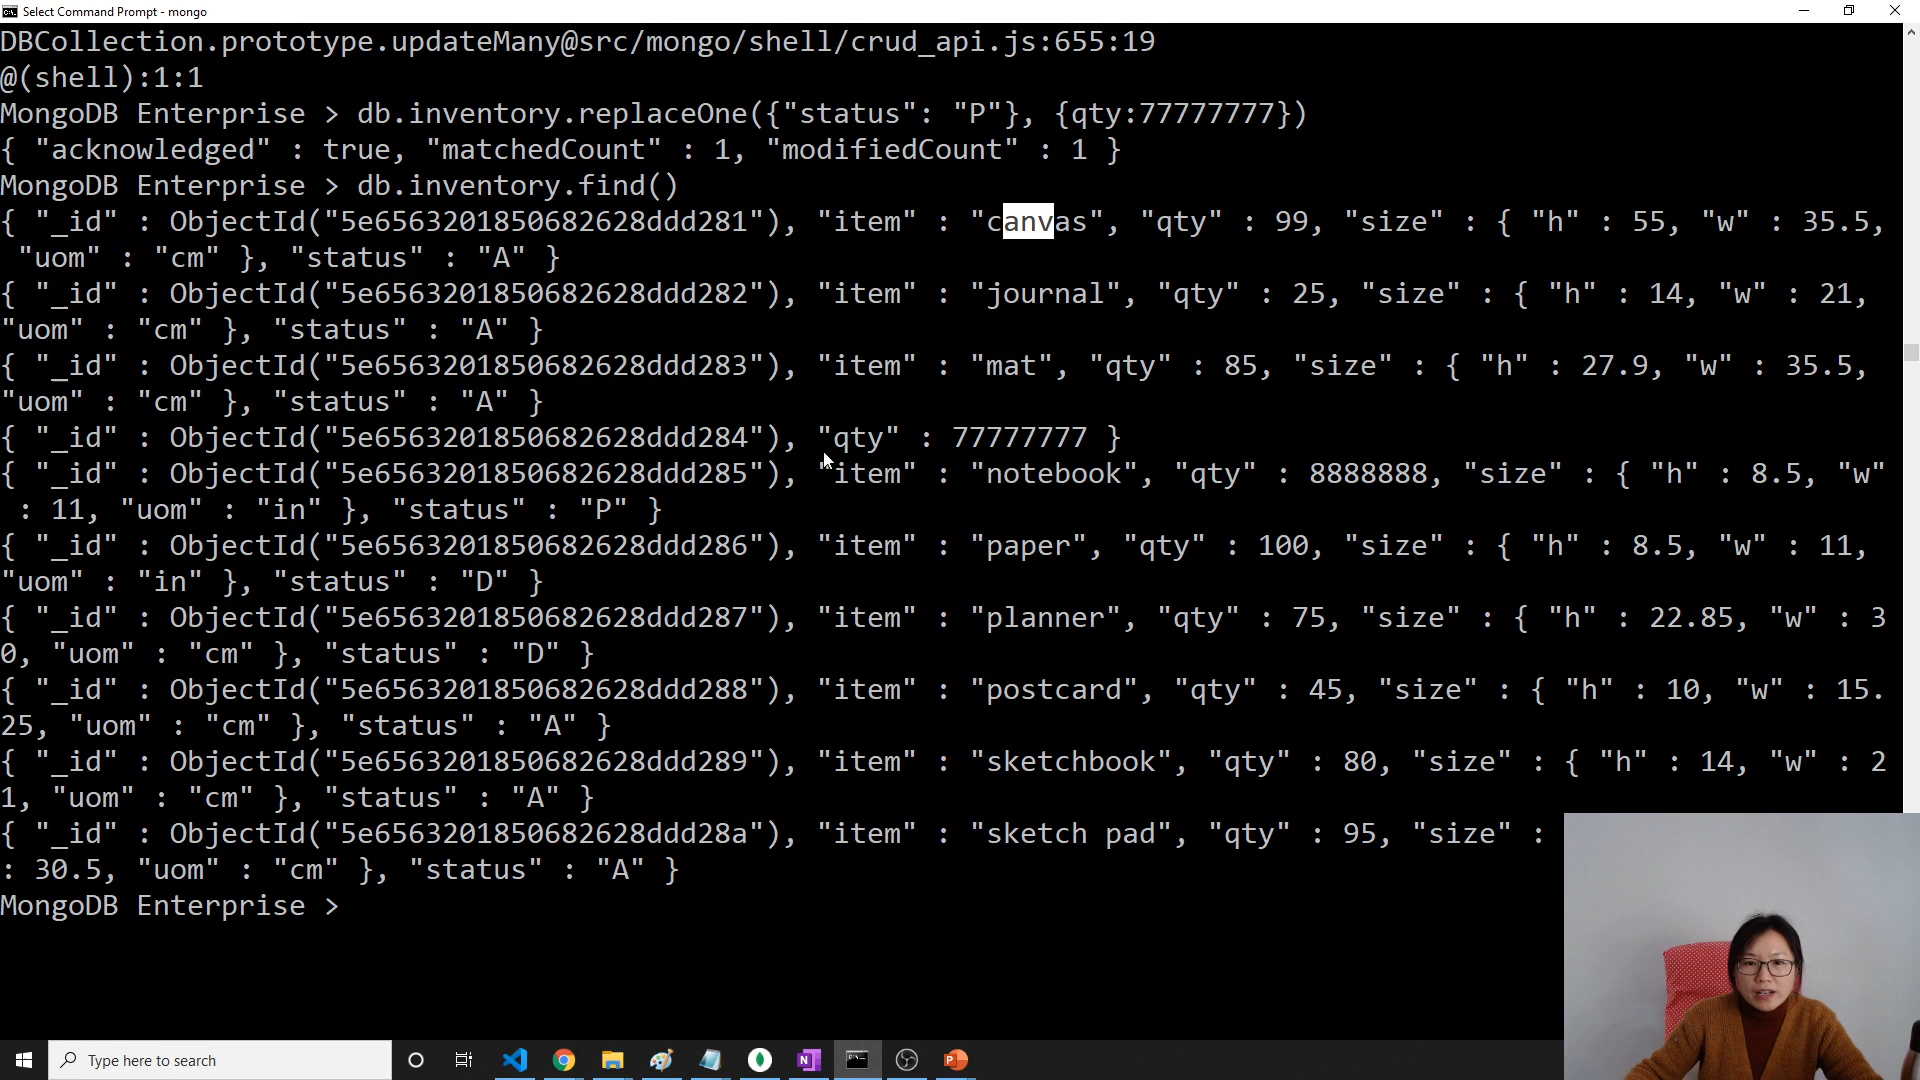 Select Command Prompt - mongo
DBCollection.prototype.updateMany@src/mongo/shell/crud_api.js:655:19
@(shell):1:1
MongoDB Enterprise > db.inventory.replaceOne({"status": "P"}, {qty:77777777})
{ "acknowledged" : true, "matchedCount" : 1, "modifiedCount" : 1 }
MongoDB Enterprise > db.inventory.find()
{ "_id" : ObjectId("5e6563201850682628ddd281"), "item" : "canvas", "qty" : 99, "size" : { "h" : 55, "w" : 35.5,
"uom" : "cm" }, "status" : "A" }
{ "_id" : ObjectId("5e6563201850682628ddd282"), "item" : "journal", "qty" : 25, "size" : { "h" : 14, "w" : 21,
"uom" : "cm" }, "status" : "A" }
{ "_id" : ObjectId("5e6563201850682628ddd283"), "item" : "mat", "qty" : 85, "size" : { "h" : 27.9, "w" : 35.5,
"uom" : "cm" }, "status" : "A" }
{ "_id" : ObjectId("5e6563201850682628ddd284"), "qty" : 77777777 }
{ "_id" : ObjectId("5e6563201850682628ddd285"), "item" : "notebook", "qty" : 8888888, "size" : { "h" : 8.5, "w"
: 11, "uom" : "in" }, "status" : "P" }
{ "_id" : ObjectId("5e6563201850682628ddd286"), "item" : "paper", "qty" : 100, "size" : { "h" : 8.5, "w" : 11,
"uom" : "in" }, "status" : "D" }
{ "_id" : ObjectId("5e6563201850682628ddd287"), "item" : "planner", "qty" : 75, "size" : { "h" : 22.85, "w" : 3
0, "uom" : "cm" }, "status" : "D" }
{ "_id" : ObjectId("5e6563201850682628ddd288"), "item" : "postcard", "qty" : 45, "size" : { "h" : 10, "w" : 15.
25, "uom" : "cm" }, "status" : "A" }
{ "_id" : ObjectId("5e6563201850682628ddd289"), "item" : "sketchbook", "qty" : 80, "size" : { "h" : 14, "w" : 2
1, "uom" : "cm" }, "status" : "A" }
{ "_id" : ObjectId("5e6563201850682628ddd28a"), "item" : "sketch pad", "qty" : 95, "size" :
: 30.5, "uom" : "cm" }, "status" : "A" }
MongoDB Enterprise >
Type here to search